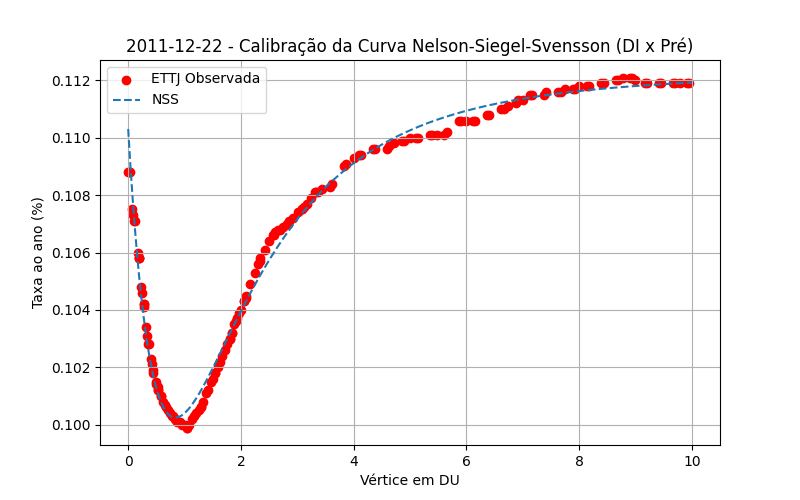 2011-12-22 - Calibração da Curva Nelson-Siegel-Svensson (DI x Pré)
ETTJ Observada
NSS
Taxa ao ano (%)
0.112
0.110
0.108
0.106
0.104
0.102
0.100
0 2 4 6 8 10
Vértice em DU